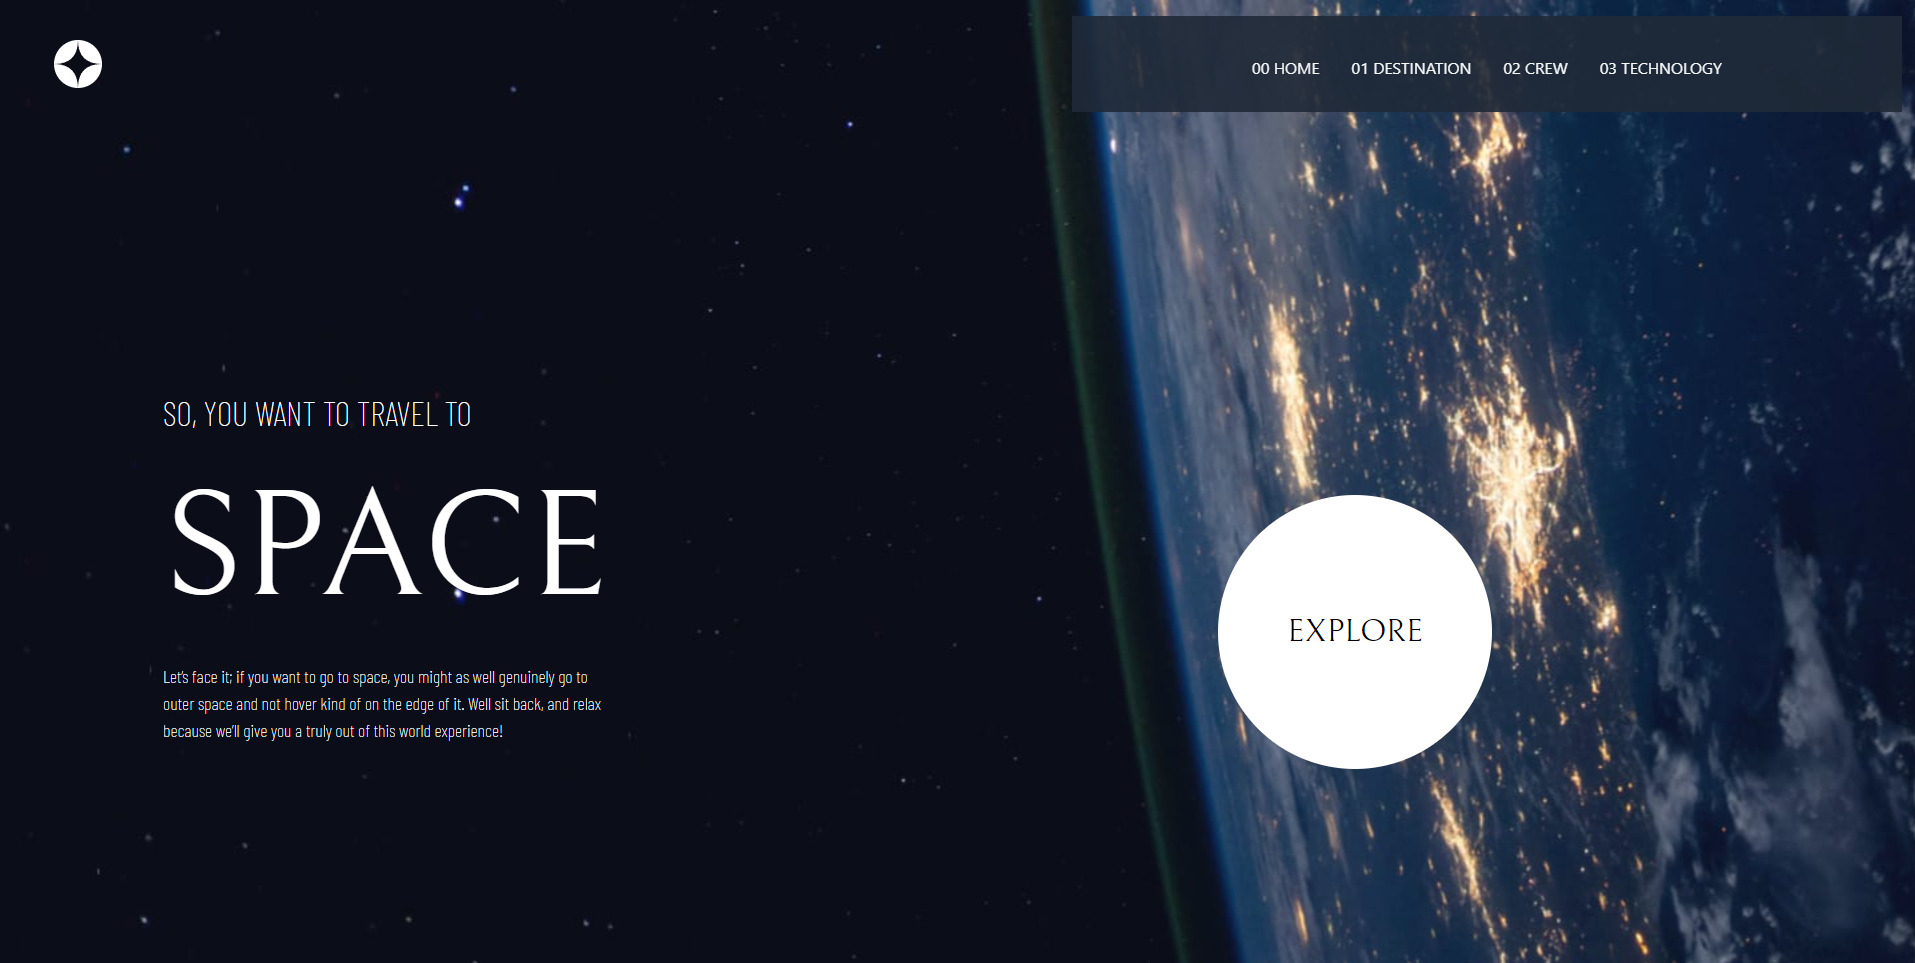 00 HOME 01 DESTINATION 02 CREW 03 TECHNOLOGY
SO, YOU WANT TO TRAVEL TO
SPACE
Let’s face it; if you want to go to space, you might as well genuinely go to
outer space and not hover kind of on the edge of it. Well sit back, and relax
because we’ll give you a truly out of this world experience!
EXPLORE